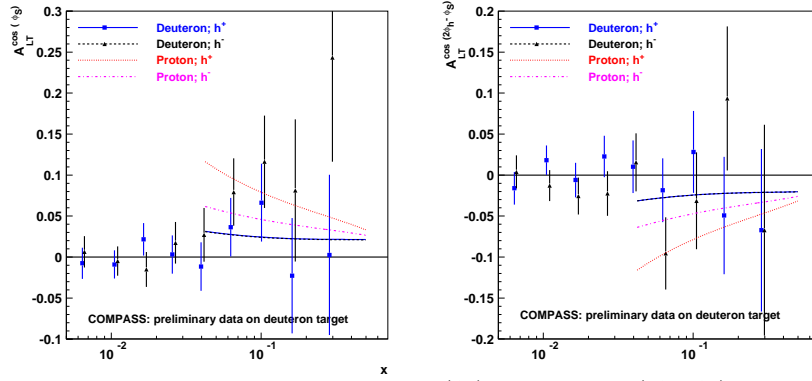 A_LT^cos(ϕ_S)
0.3
0.25
0.2
0.15
0.1
0.05
0
-0.05
-0.1
Deuteron; h⁺
Deuteron; h⁻
Proton; h⁺
Proton; h⁻
COMPASS: preliminary data on deuteron target
10⁻²
10⁻¹
x
A_LT^cos(2ϕ_h-ϕ_S)
0.2
0.15
0.1
0.05
0
-0.05
-0.1
-0.15
-0.2
Deuteron; h⁺
Deuteron; h⁻
Proton; h⁺
Proton; h⁻
COMPASS: preliminary data on deuteron target
10⁻²
10⁻¹